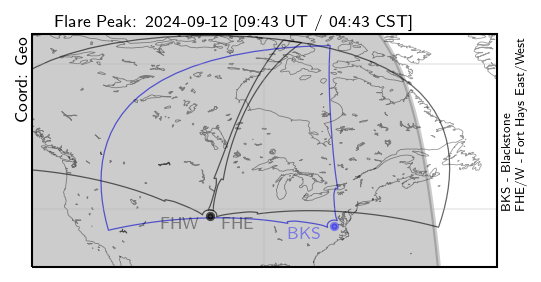 Flare Peak: 2024-09-12 [09:43 UT / 04:43 CST]
Coord: Geo
FHW
FHE
BKS
BKS - Blackstone
FHE/W - Fort Hays East/West